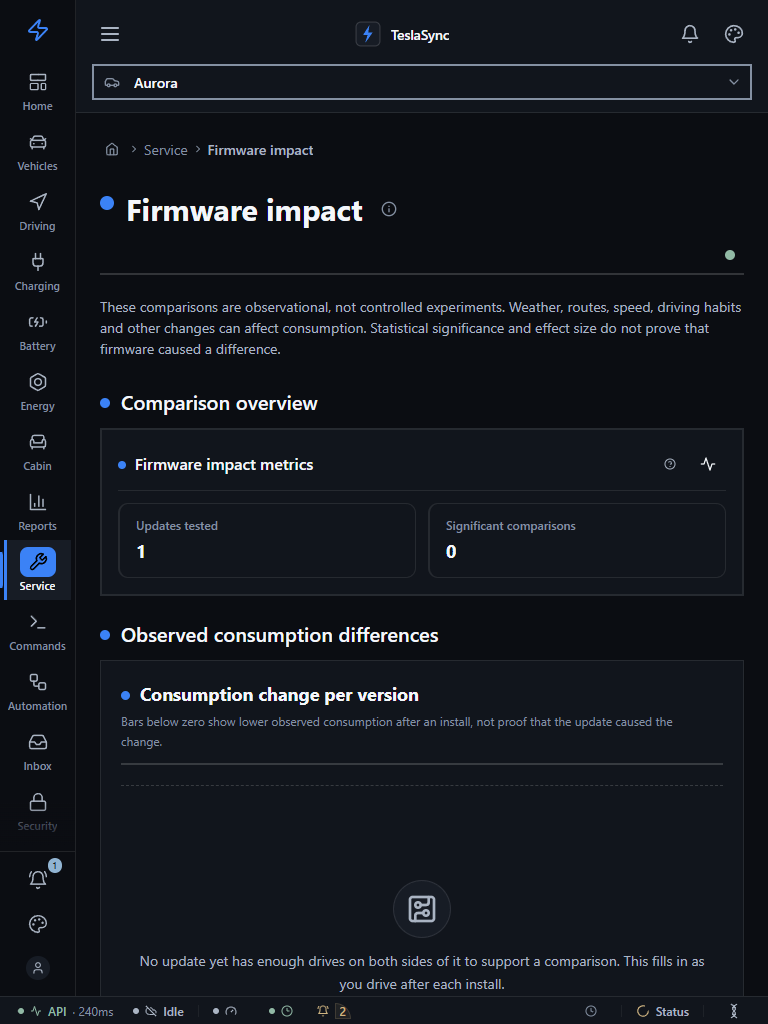 TeslaSync
Aurora
Home
Vehicles
Driving
Charging
Battery
Energy
Cabin
Reports
Service
Commands
Automation
Inbox
Security
1
Service
Firmware impact
Firmware impact
These comparisons are observational, not controlled experiments. Weather, routes, speed, driving habits
and other changes can affect consumption. Statistical significance and effect size do not prove that
firmware caused a difference.
Comparison overview
Firmware impact metrics
Updates tested
1
Significant comparisons
0
Observed consumption differences
Consumption change per version
Bars below zero show lower observed consumption after an install, not proof that the update caused the
change.
No update yet has enough drives on both sides of it to support a comparison. This fills in as
you drive after each install.
API · 240ms
Idle
2
Status